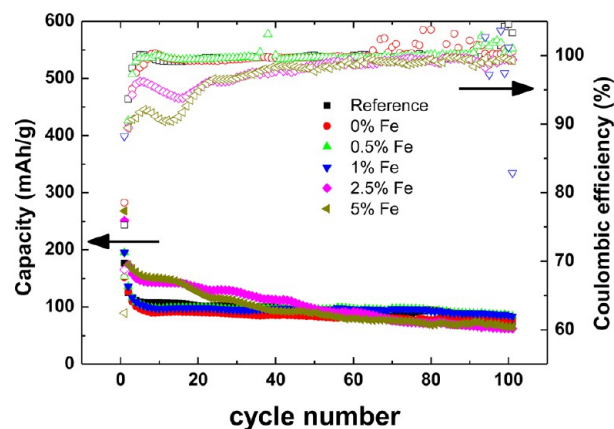 600
500
400
300
200
100
0
Capacity (mAh/g)
100
90
80
70
60
Coulombic efficiency (%)
Reference
0% Fe
0.5% Fe
1% Fe
2.5% Fe
5% Fe
0 20 40 60 80 100
cycle number